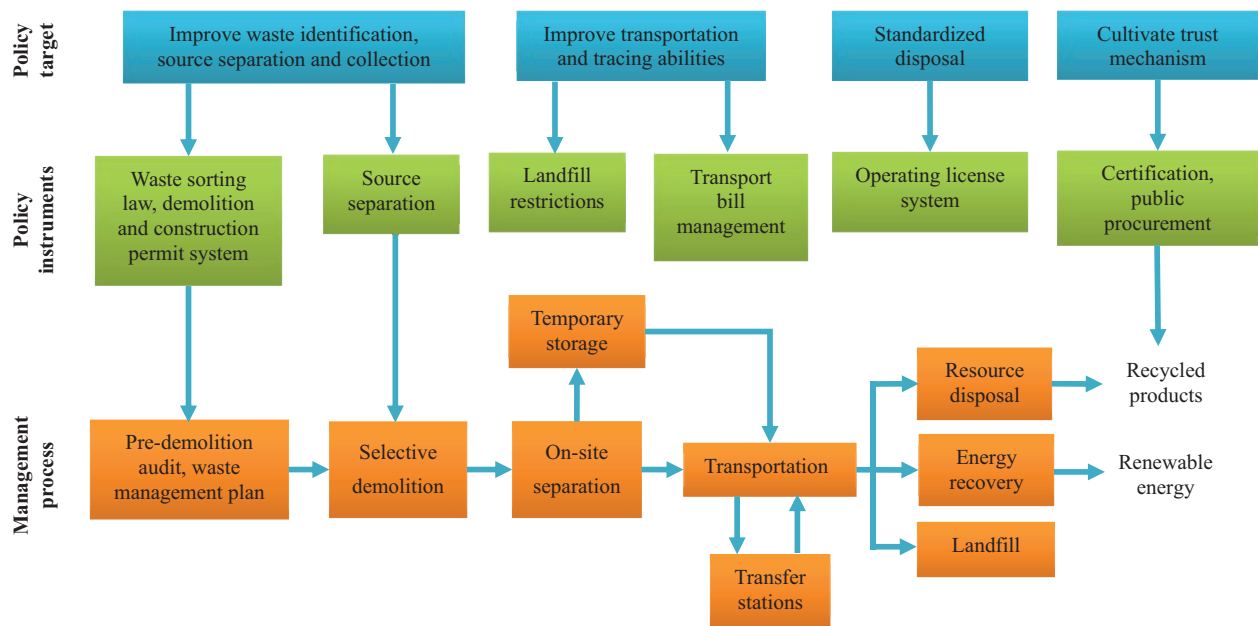 Policy
target
Improve waste identification,
source separation and collection
Improve transportation
and tracing abilities
Standardized
disposal
Cultivate trust
mechanism
Policy
instruments
Waste sorting
law, demolition
and construction
permit system
Source
separation
Landfill
restrictions
Transport
bill
management
Operating license
system
Certification,
public
procurement
Management
process
Temporary
storage
Pre-demolition
audit, waste
management plan
Selective
demolition
On-site
separation
Transportation
Transfer
stations
Resource
disposal
Recycled
products
Energy
recovery
Renewable
energy
Landfill